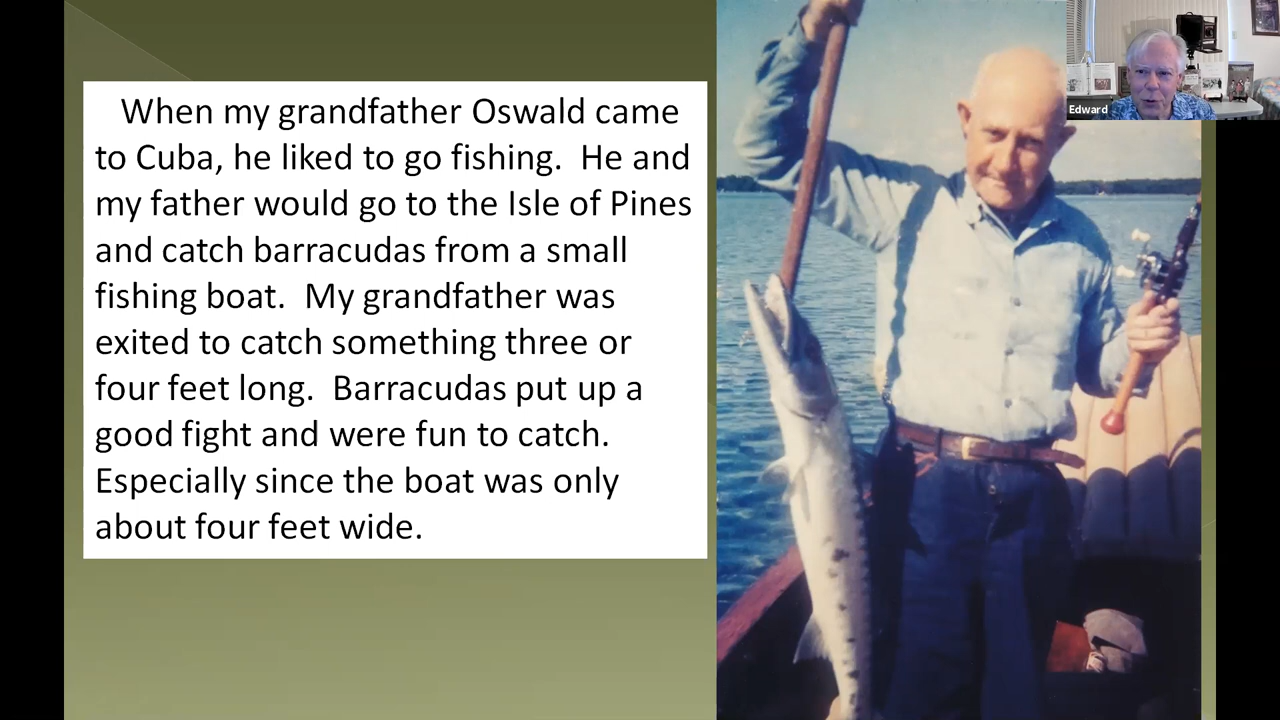 When my grandfather Oswald came
to Cuba, he liked to go fishing.  He and
my father would go to the Isle of Pines
and catch barracudas from a small
fishing boat.  My grandfather was
exited to catch something three or
four feet long.  Barracudas put up a
good fight and were fun to catch.
Especially since the boat was only
about four feet wide.
Edward